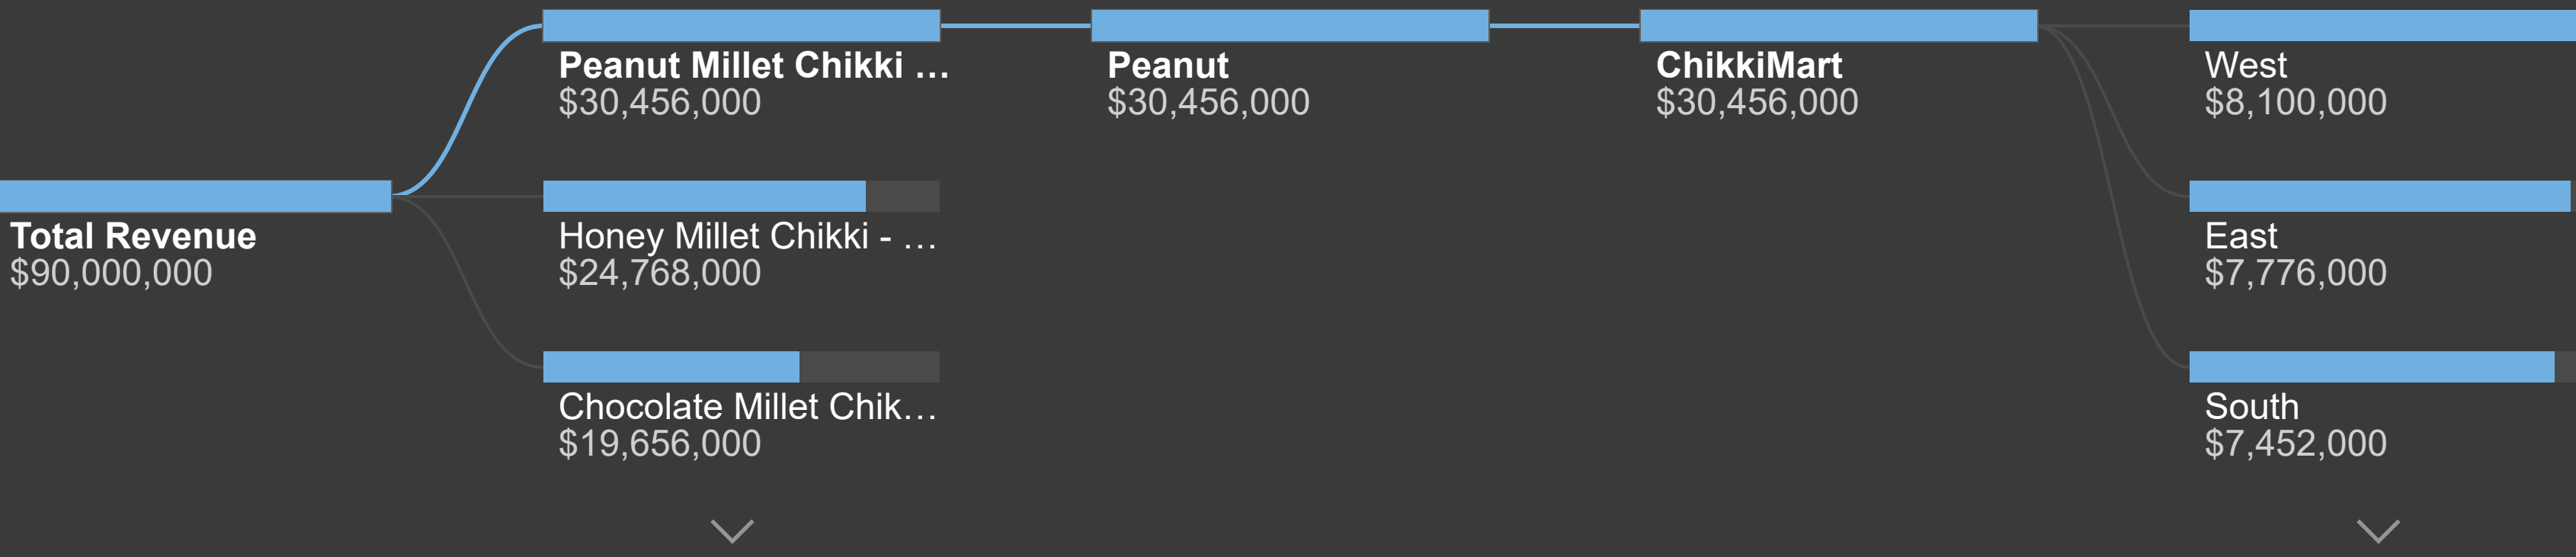 Total Revenue
$90,000,000
Peanut Millet Chikki ...
$30,456,000
Honey Millet Chikki - ...
$24,768,000
Chocolate Millet Chik...
$19,656,000
Peanut
$30,456,000
ChikkiMart
$30,456,000
West
$8,100,000
East
$7,776,000
South
$7,452,000